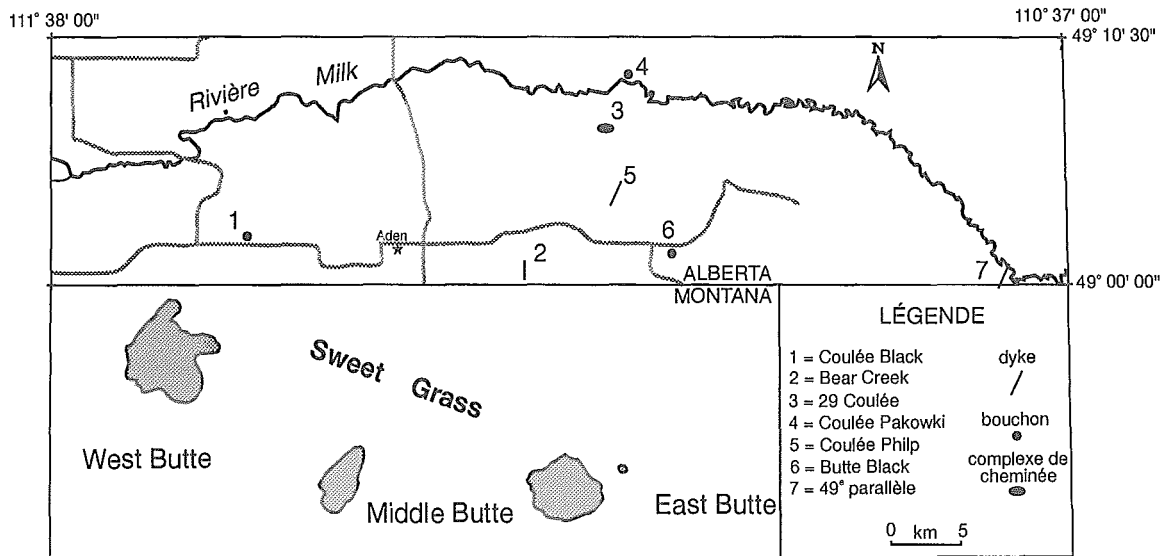 111° 38' 00"
110° 37' 00"
49° 10' 30"
N
Rivière Milk
4
3
5
1
Aden
2
6
7
ALBERTA
MONTANA
49° 00' 00"
Sweet Grass
West Butte
Middle Butte
East Butte
LÉGENDE
1 = Coulée Black
2 = Bear Creek
3 = 29 Coulée
4 = Coulée Pakowki
5 = Coulée Philp
6 = Butte Black
7 = 49e parallèle
dyke
bouchon
complexe de
cheminée
0 km 5